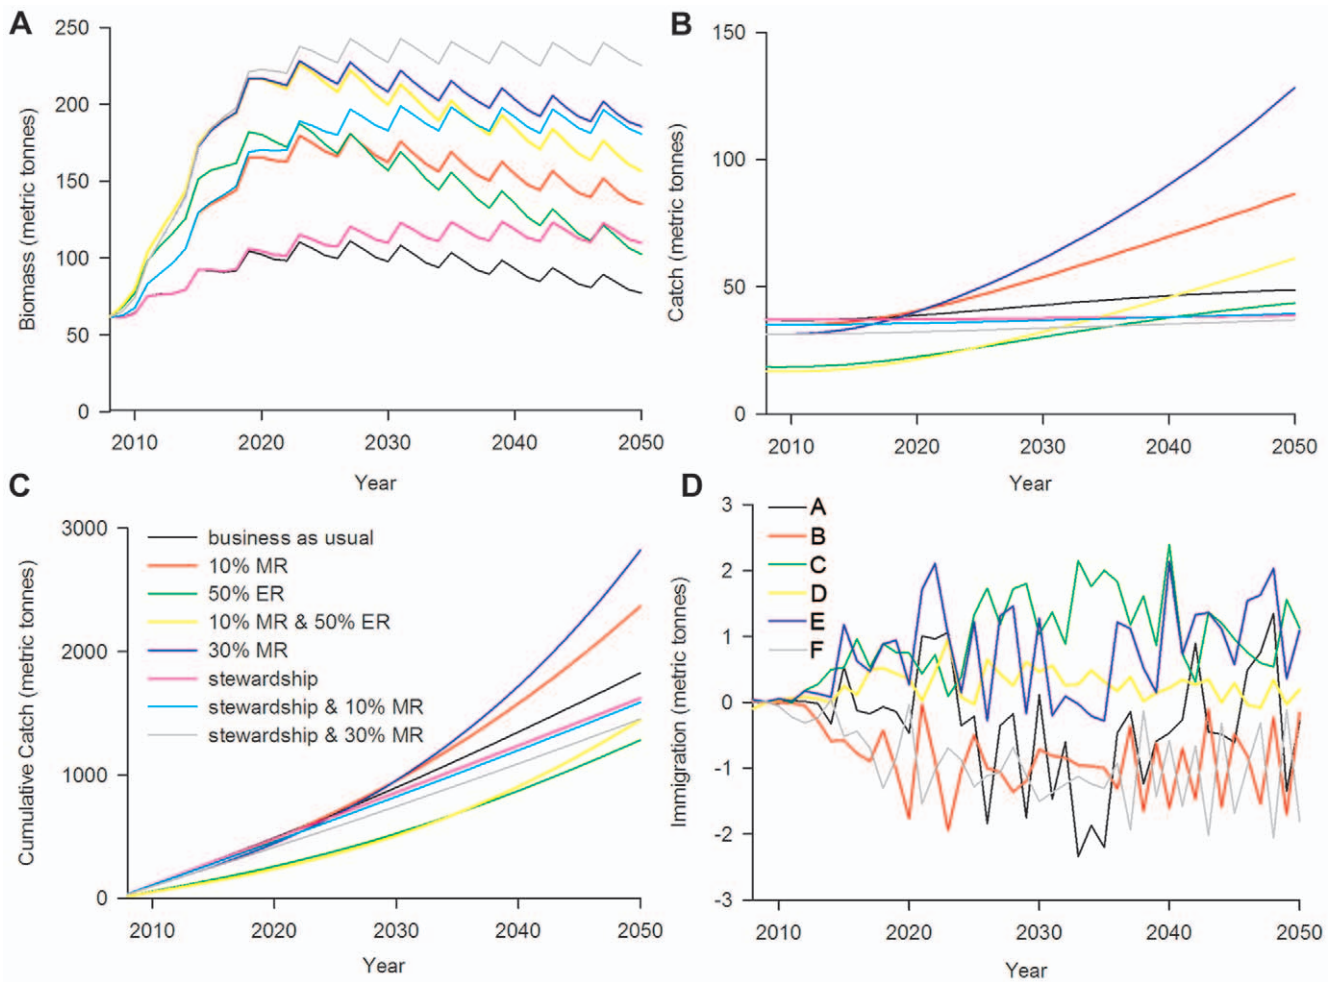 A
Biomass (metric tonnes)
250
200
150
100
50
0
2010 2020 2030 2040 2050
Year
B
Catch (metric tonnes)
150
100
50
0
2010 2020 2030 2040 2050
Year
C
Cumulative Catch (metric tonnes)
3000
2000
1000
0
business as usual
10% MR
50% ER
10% MR & 50% ER
30% MR
stewardship
stewardship & 10% MR
stewardship & 30% MR
2010 2020 2030 2040 2050
Year
D
Immigration (metric tonnes)
3
2
1
0
-1
-2
-3
A
B
C
D
E
F
2010 2020 2030 2040 2050
Year